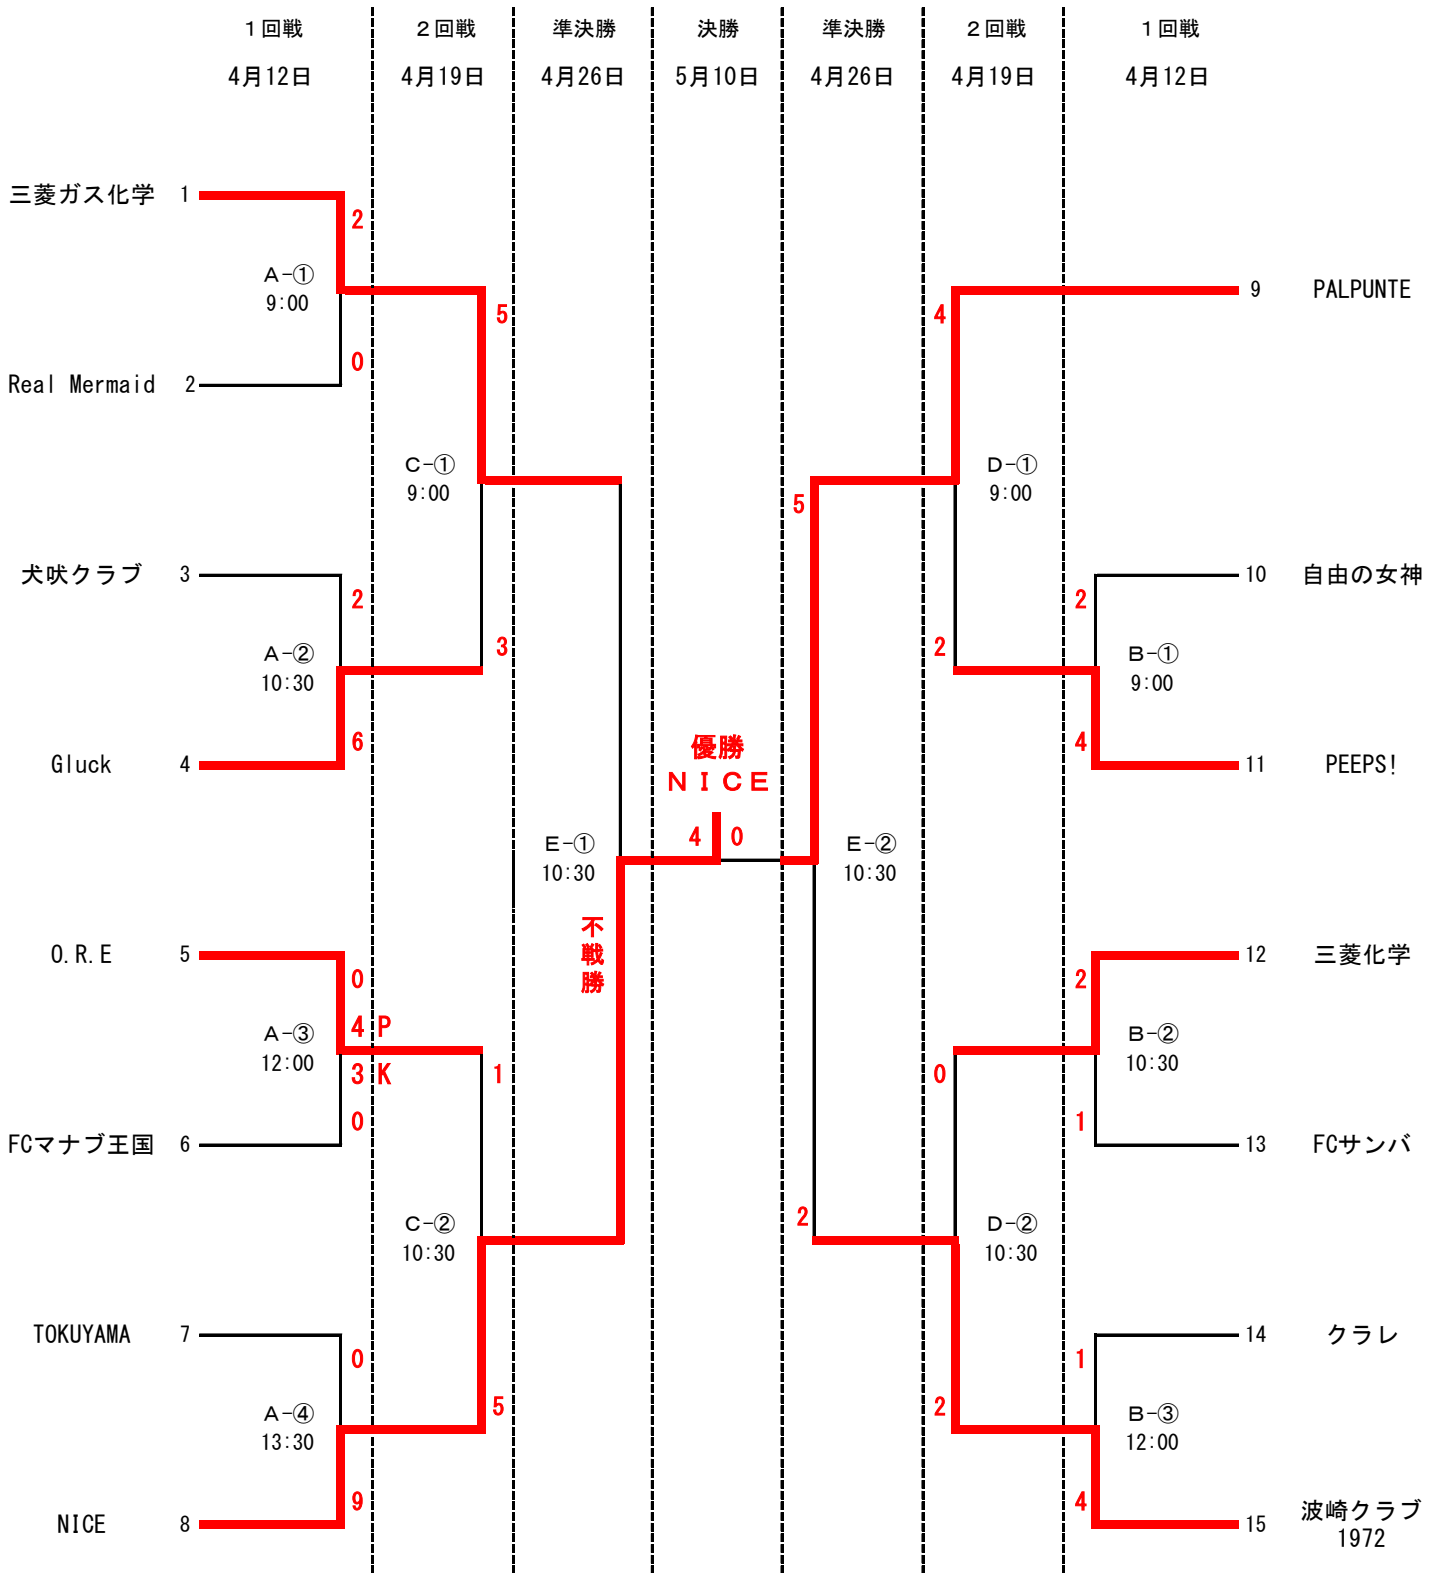 １回戦 ２回戦 準決勝 決勝 準決勝 ２回戦 １回戦
4月12日 4月19日 4月26日 5月10日 4月26日 4月19日 4月12日
三菱ガス化学 1
2
A-①
9:00
0
Real Mermaid 2
5
C-①
9:00
3
犬吠クラブ 3
2
A-②
10:30
6
Gluck 4
E-①
10:30
不
戦
勝
O.R.E 5
0
4 P
A-③
12:00
3 K
0
FCマナブ王国 6
1
C-②
10:30
5
TOKUYAMA 7
0
A-④
13:30
9
NICE 8
優勝
ＮＩＣＥ
4 0
9 PALPUNTE
4
D-①
9:00
2
5
10 自由の女神
2
B-①
9:00
4
11 PEEPS!
E-②
10:30
2
12 三菱化学
2
B-②
10:30
1
13 FCサンバ
0
D-②
10:30
2
14 クラレ
1
B-③
12:00
4
15 波崎クラブ
1972